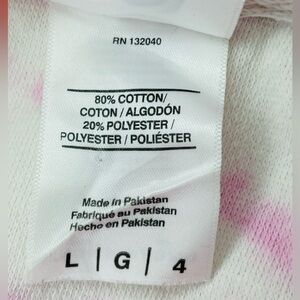 RN 132040
80% COTTON/
COTON / ALGODÓN
20% POLYESTER /
POLYESTER / POLIÉSTER
Made in Pakistan
Fabriqué au Pakistan
Hecho en Pakistan
L | G | 4